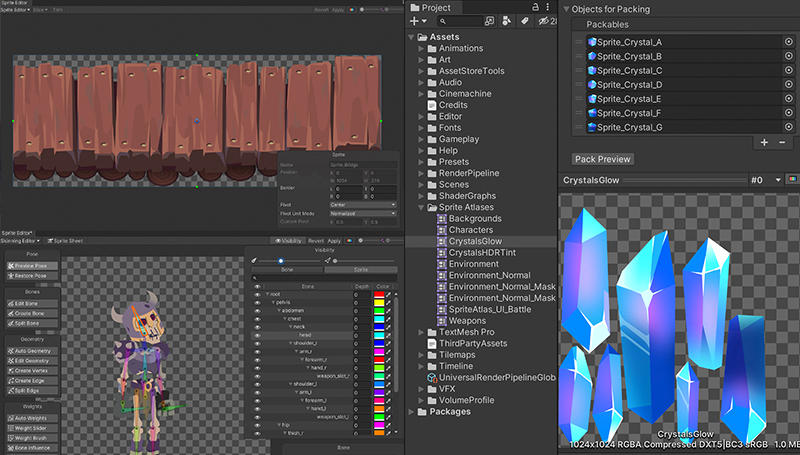 Sprite Editor
Sprite Editor
Slice
Trim
Revert Apply
Sprite
Name Sprite_Bridge
Position X 0 Y 0
W 1024
Border L 0 T 0
R 0 B 0
Pivot Center
Pivot Unit Mode Normalized
Custom Pivot X 0.5 Y 0.5
Skinning Editor
Skinning Editor Sprite Sheet Visibility Revert Apply
Pose
Preview Pose
Restore Pose
Bones
Edit Bone
Create Bone
Split Bone
Geometry
Auto Geometry
Edit Geometry
Create Vertex
Create Edge
Split Edge
Weights
Auto Weights
Weight Slider
Weight Brush
Bone Influence
Visibility
Bone Sprite
Bone Depth Color
root 0
pelvis 0
abdomen 0
chest 0
neck 0
head 0
shoulder_r 0
arm_r 0
forearm_r 0
hand_r 0
weapon_slot_r 0
shoulder_l 0
arm_l 0
forearm_l 0
hand_l 0
weapon_slot_l 0
hip 0
thigh_r 0
Bone
Project
Assets
Animations
Art
AssetStoreTools
Audio
Cinemachine
Credits
Editor
Fonts
Gameplay
Help
Presets
RenderPipeline
Scenes
ShaderGraphs
Sprite Atlases
Backgrounds
Characters
CrystalsGlow
CrystalsHDRTint
Environment
Environment_Normal
Environment_Normal_Mask
Environment_Normal_Mask
SpriteAtlas_UI_Battle
Weapons
TextMesh Pro
ThirdPartyAssets
Tilemaps
Timeline
UniversalRenderPipelineGloba
VFX
VolumeProfile
Packages
Objects for Packing
Packables
Sprite_Crystal_A
Sprite_Crystal_B
Sprite_Crystal_C
Sprite_Crystal_D
Sprite_Crystal_E
Sprite_Crystal_F
Sprite_Crystal_G
Pack Preview
CrystalsGlow #0
CrystalsGlow
1024x1024 RGBA Compressed DXT5|BC3 sRGB 1.0 MB